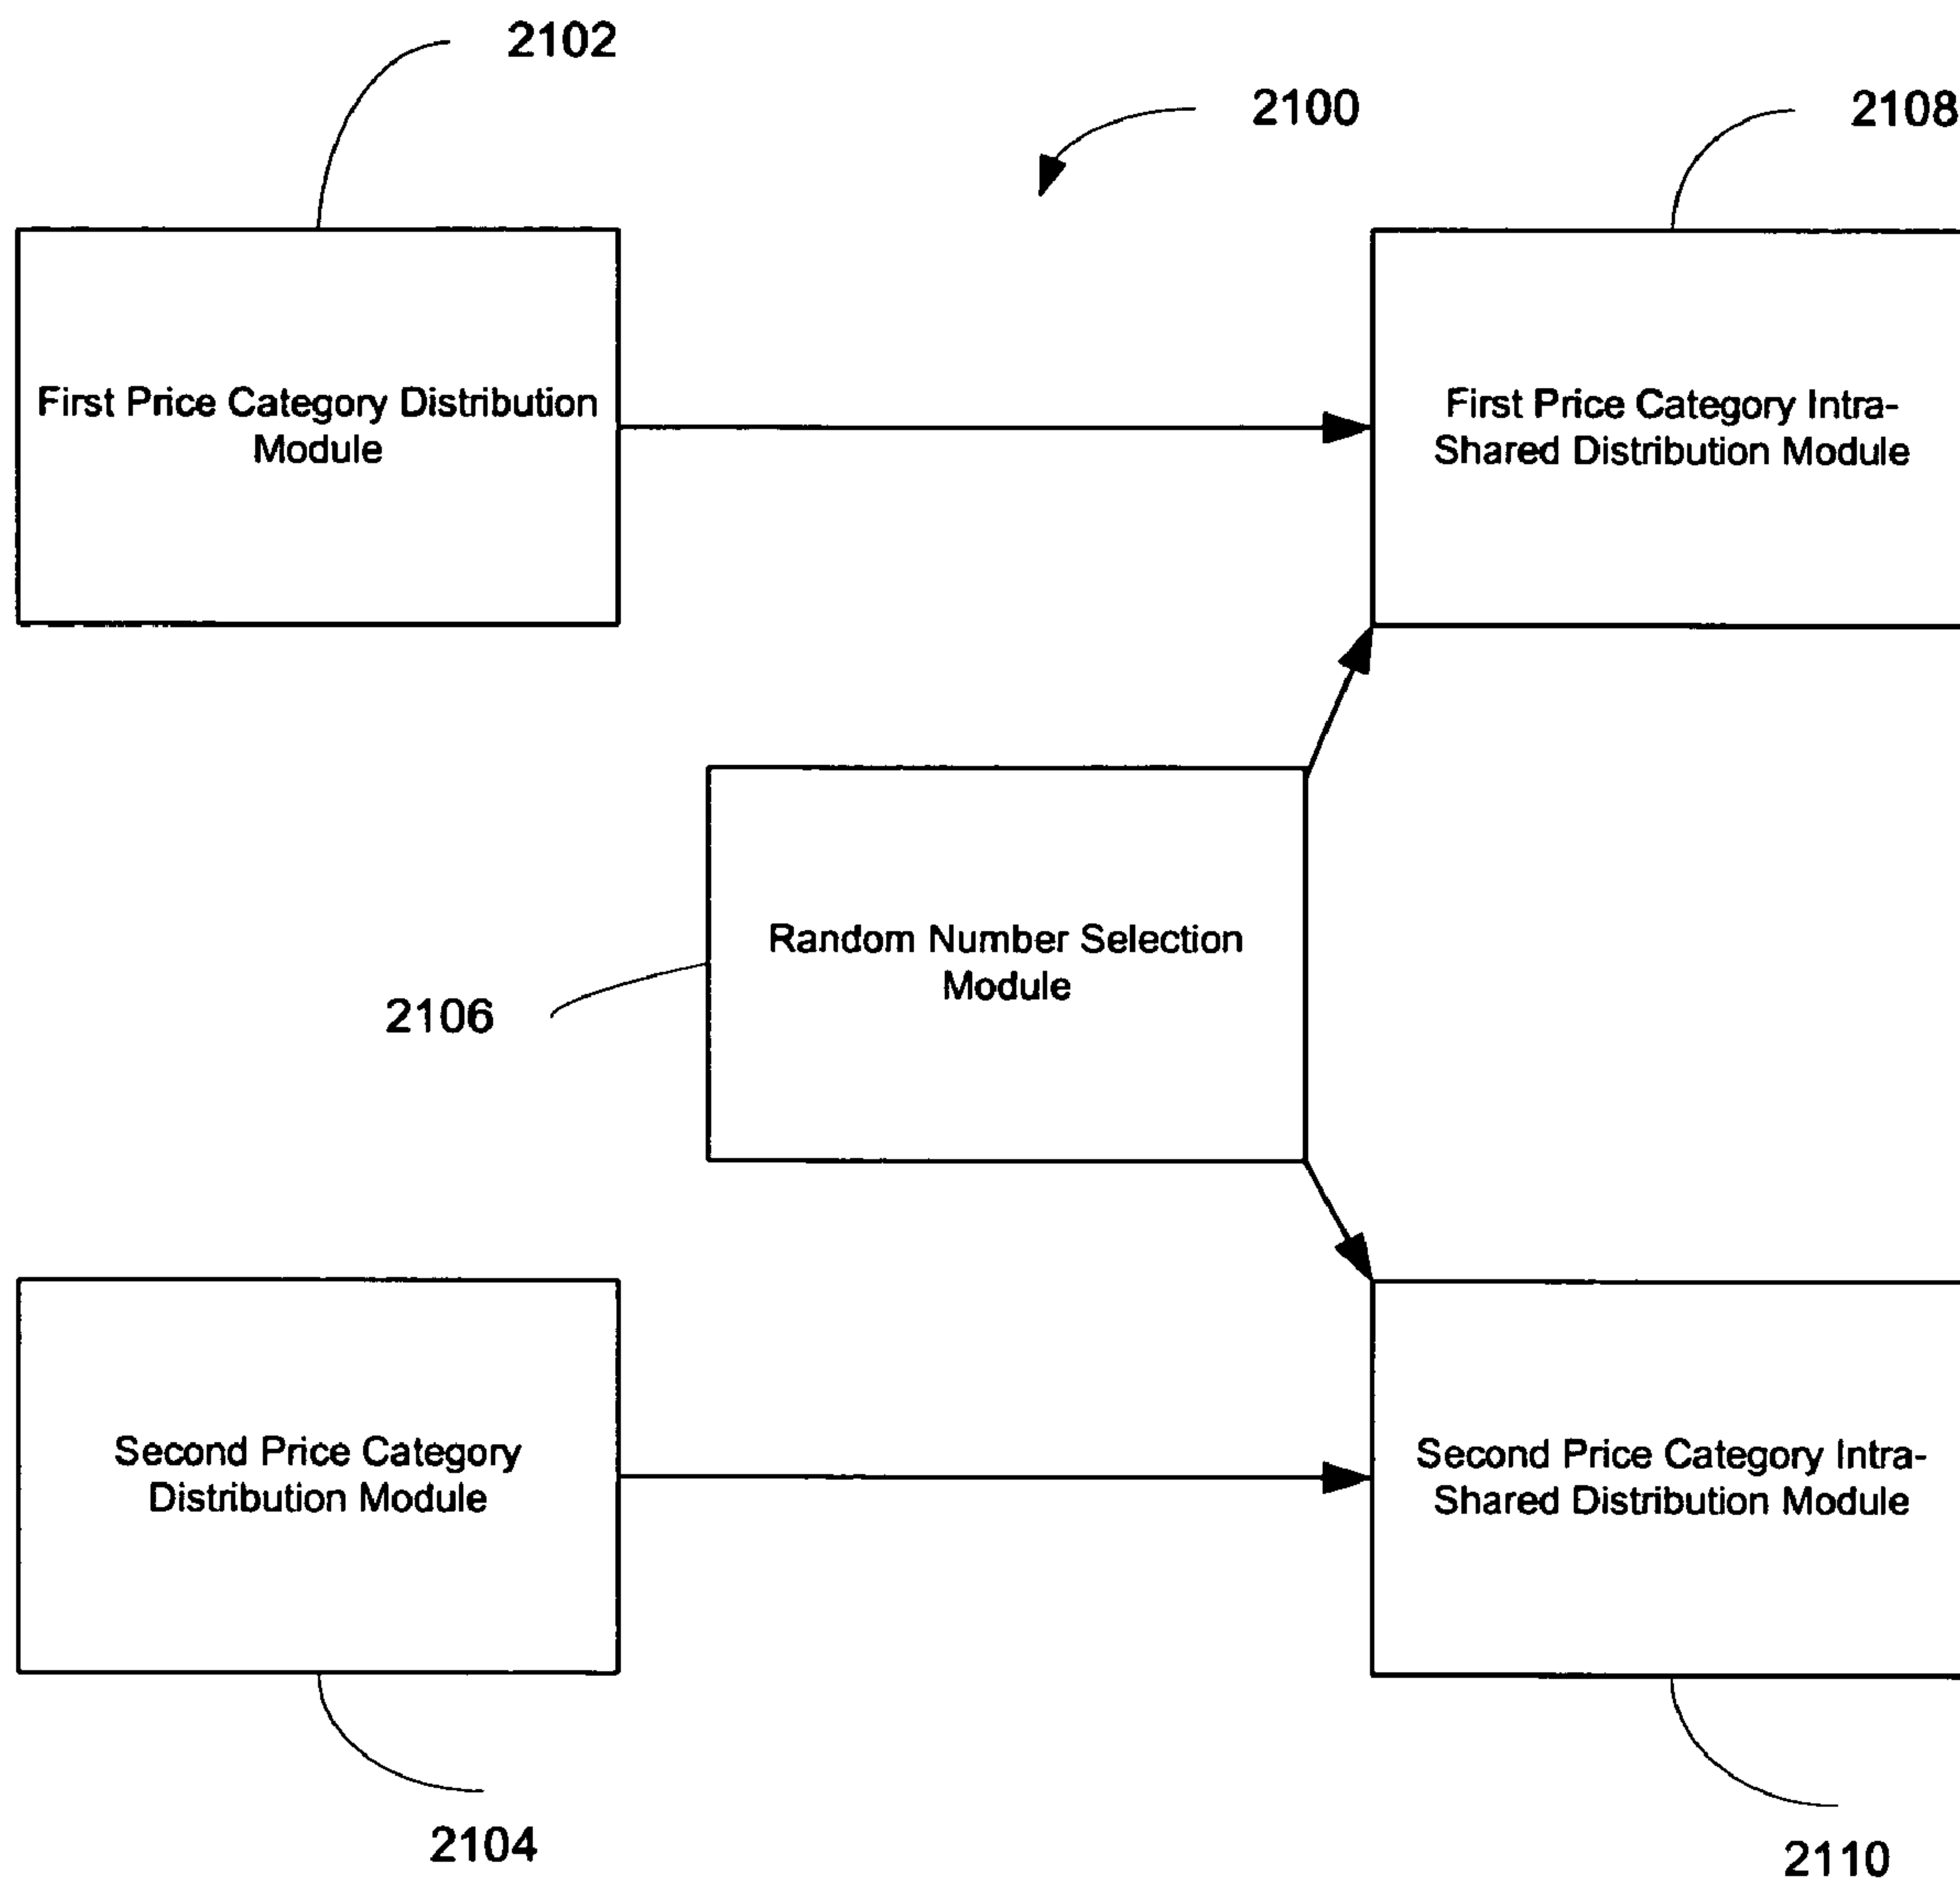 2102
2100
2108
First Price Category Distribution
Module
First Price Category Intra-
Shared Distribution Module
Random Number Selection
Module
2106
Second Price Category
Distribution Module
Second Price Category Intra-
Shared Distribution Module
2104
2110